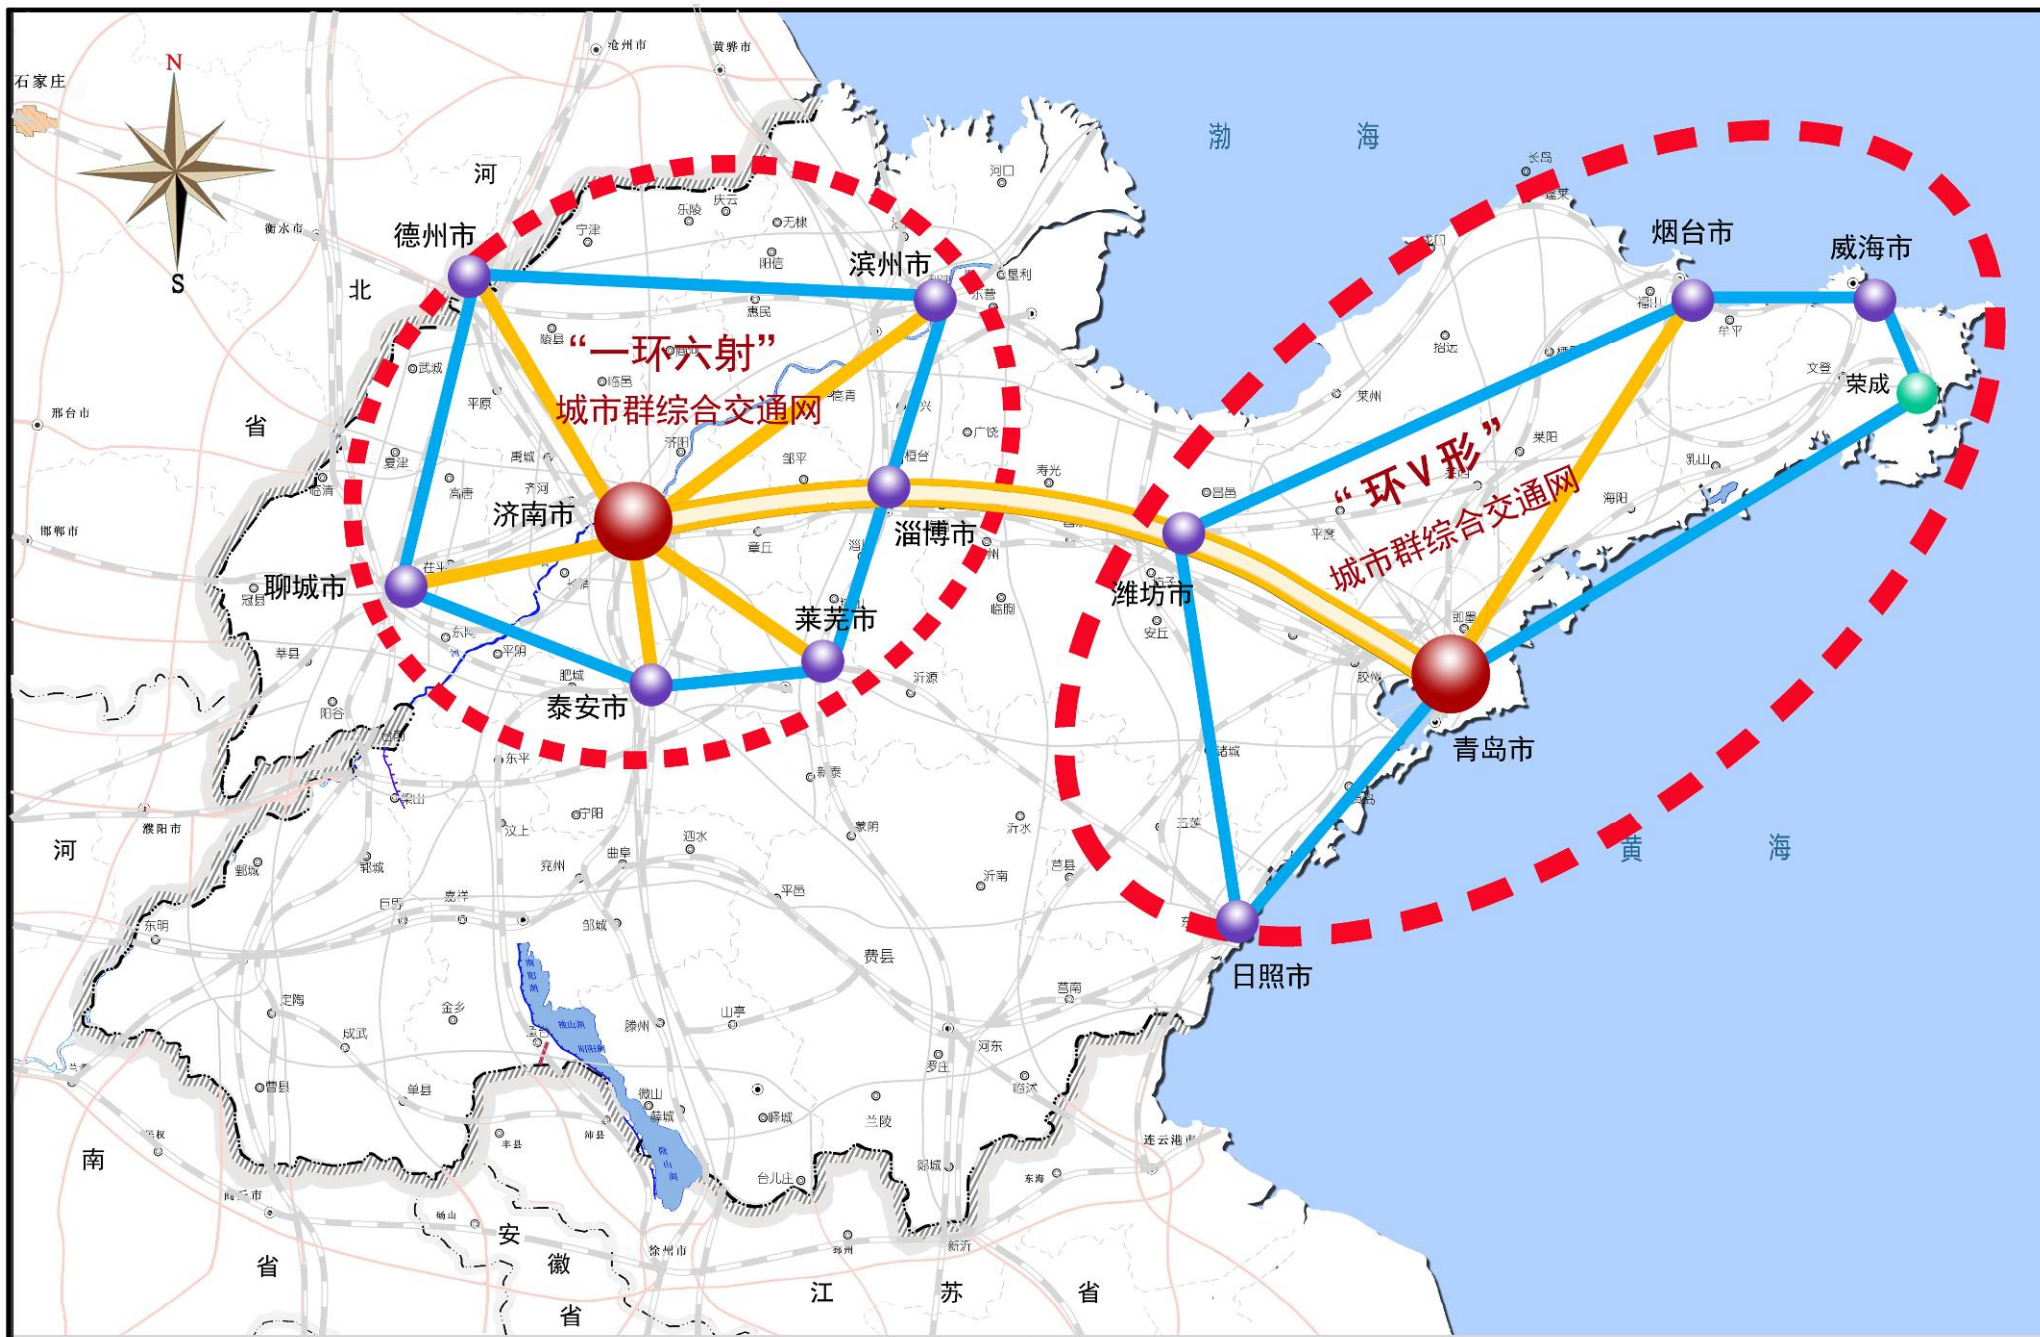 沧州市
黄骅市
N
石家庄
渤 海
长岛
河口
河
蓬莱
庆云
乐陵
无棣
宁津
衡水市
德州市
烟台市
威海市
阳信
滨州市
垦利
S
北
东营
福山
惠民
牟平
陵县
“一环六射”
招远
武城
文登
荣成
临邑
平原
高青
莱州
城市群综合交通网
邢台市
省
广饶
济阳
“环V形”
莱阳
禹城
邹平
桓台
夏津
寿光
乳山
临清
高唐
齐河
昌邑
海阳
济南市
城市群综合交通网
邯郸市
章丘
淄博市
平度
聊城市
冠县
潍坊市
临朐
莱芜市
安丘
即墨
莘县
平阴
肥城
沂源
胶州
泰安市
阳谷
青岛市
诸城
东平
新泰
梁山
宁阳
濮阳市
汶上
泗水
蒙阴
沂水
五莲
河
曲阜
黄 海
鄄城
郓城
兖州
沂南
莒县
巨野
嘉祥
平邑
东明
邹城
费县
日照市
定陶
金乡
莒南
独山湖
昭阳湖
滕州
山亭
成武
河东
罗庄
临沭
曹县
单县
微山
薛城
峄城
兰陵
丰县
沛县
连云港市
南
微山湖
郯城
台儿庄
东海
砀山
安
徐州市
邳州
新沂
省
徽
江 苏 省
省